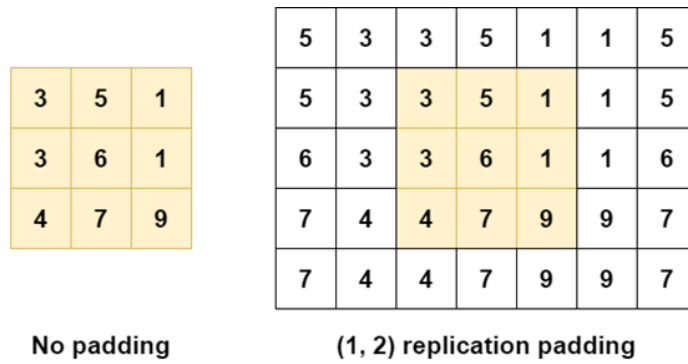 3 5 1
3 6 1
4 7 9
No padding
5 3 3 5 1 1 5
5 3 3 5 1 1 5
6 3 3 6 1 1 6
7 4 4 7 9 9 7
7 4 4 7 9 9 7
(1, 2) replication padding